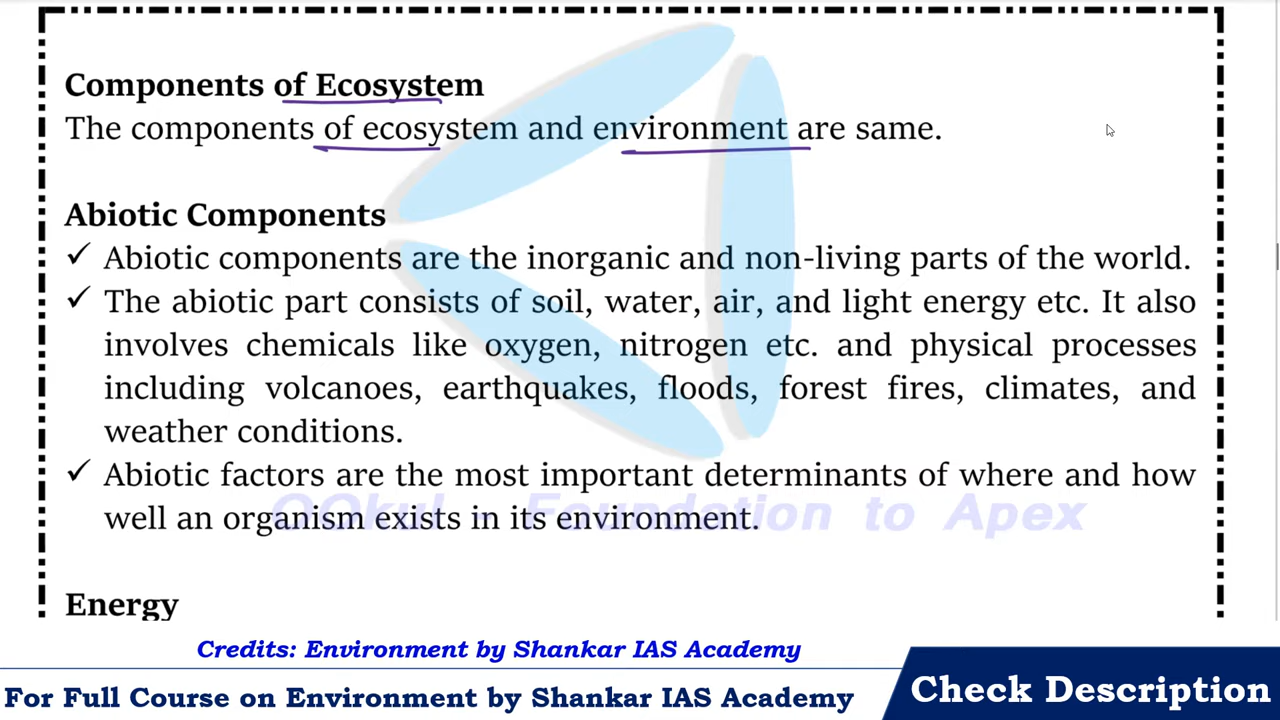 Components of Ecosystem
The components of ecosystem and environment are same.
Abiotic Components
✓ Abiotic components are the inorganic and non-living parts of the world.
✓ The abiotic part consists of soil, water, air, and light energy etc. It also
involves chemicals like oxygen, nitrogen etc. and physical processes
including volcanoes, earthquakes, floods, forest fires, climates, and
weather conditions.
✓ Abiotic factors are the most important determinants of where and how
well an organism exists in its environment.
Foundation to Apex
Energy
Credits: Environment by Shankar IAS Academy
For Full Course on Environment by Shankar IAS Academy
Check Description